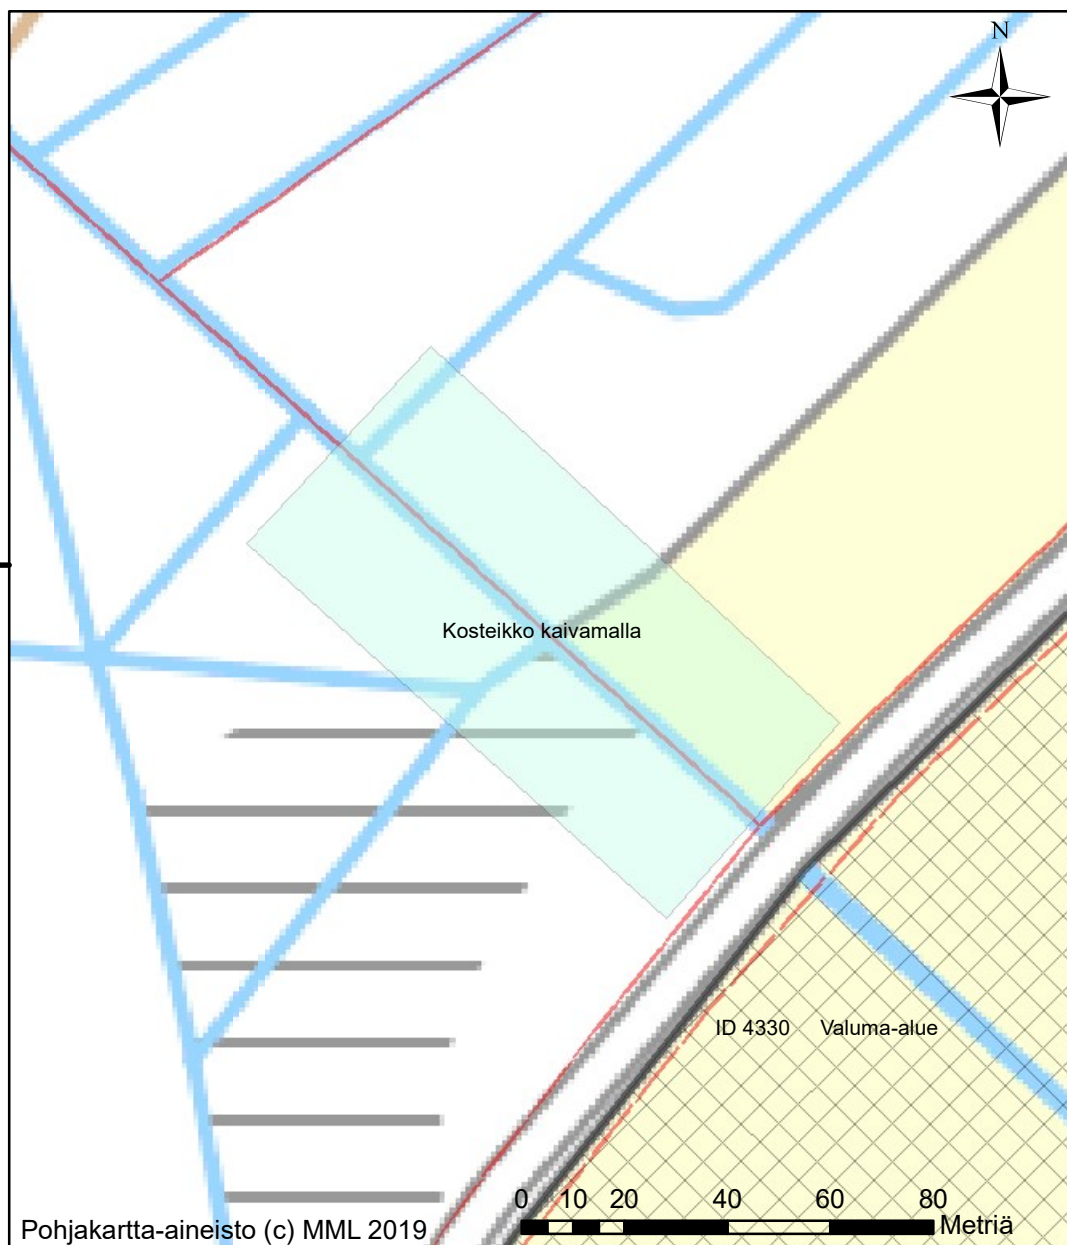 N
Kosteikko kaivamalla
ID 4330 Valuma-alue
0 10 20 40 60 80
Metriä
Pohjakartta-aineisto (c) MML 2019